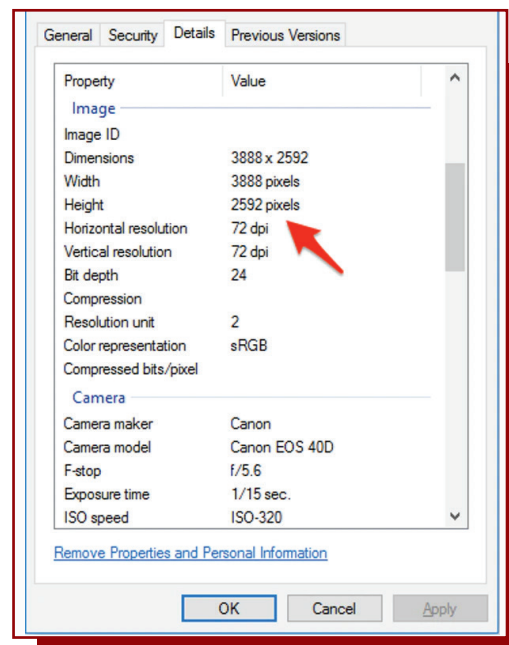 General Security Details Previous Versions
Property Value
Image
Image ID
Dimensions 3888 x 2592
Width 3888 pixels
Height 2592 pixels
Horizontal resolution 72 dpi
Vertical resolution 72 dpi
Bit depth 24
Compression
Resolution unit 2
Color representation sRGB
Compressed bits/pixel
Camera
Camera maker Canon
Camera model Canon EOS 40D
F-stop f/5.6
Exposure time 1/15 sec.
ISO speed ISO-320
Remove Properties and Personal Information
OK Cancel Apply